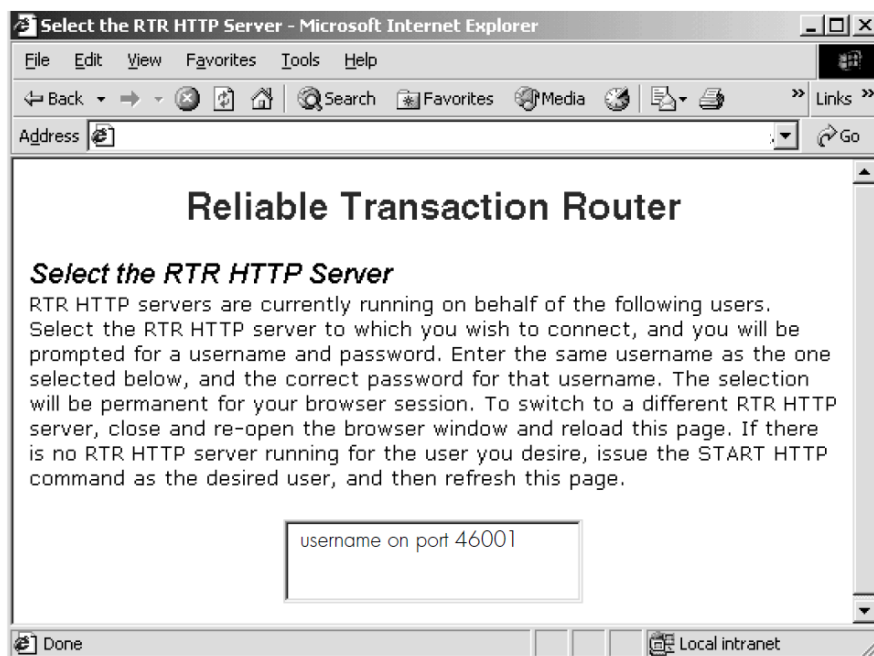 Select the RTR HTTP Server - Microsoft Internet Explorer
File Edit View Favorites Tools Help
Back Search Favorites Media » Links »
Address Go
Reliable Transaction Router
Select the RTR HTTP Server
RTR HTTP servers are currently running on behalf of the following users.
Select the RTR HTTP server to which you wish to connect, and you will be
prompted for a username and password. Enter the same username as the one
selected below, and the correct password for that username. The selection
will be permanent for your browser session. To switch to a different RTR HTTP
server, close and re-open the browser window and reload this page. If there
is no RTR HTTP server running for the user you desire, issue the START HTTP
command as the desired user, and then refresh this page.
username on port 46001
Done Local intranet